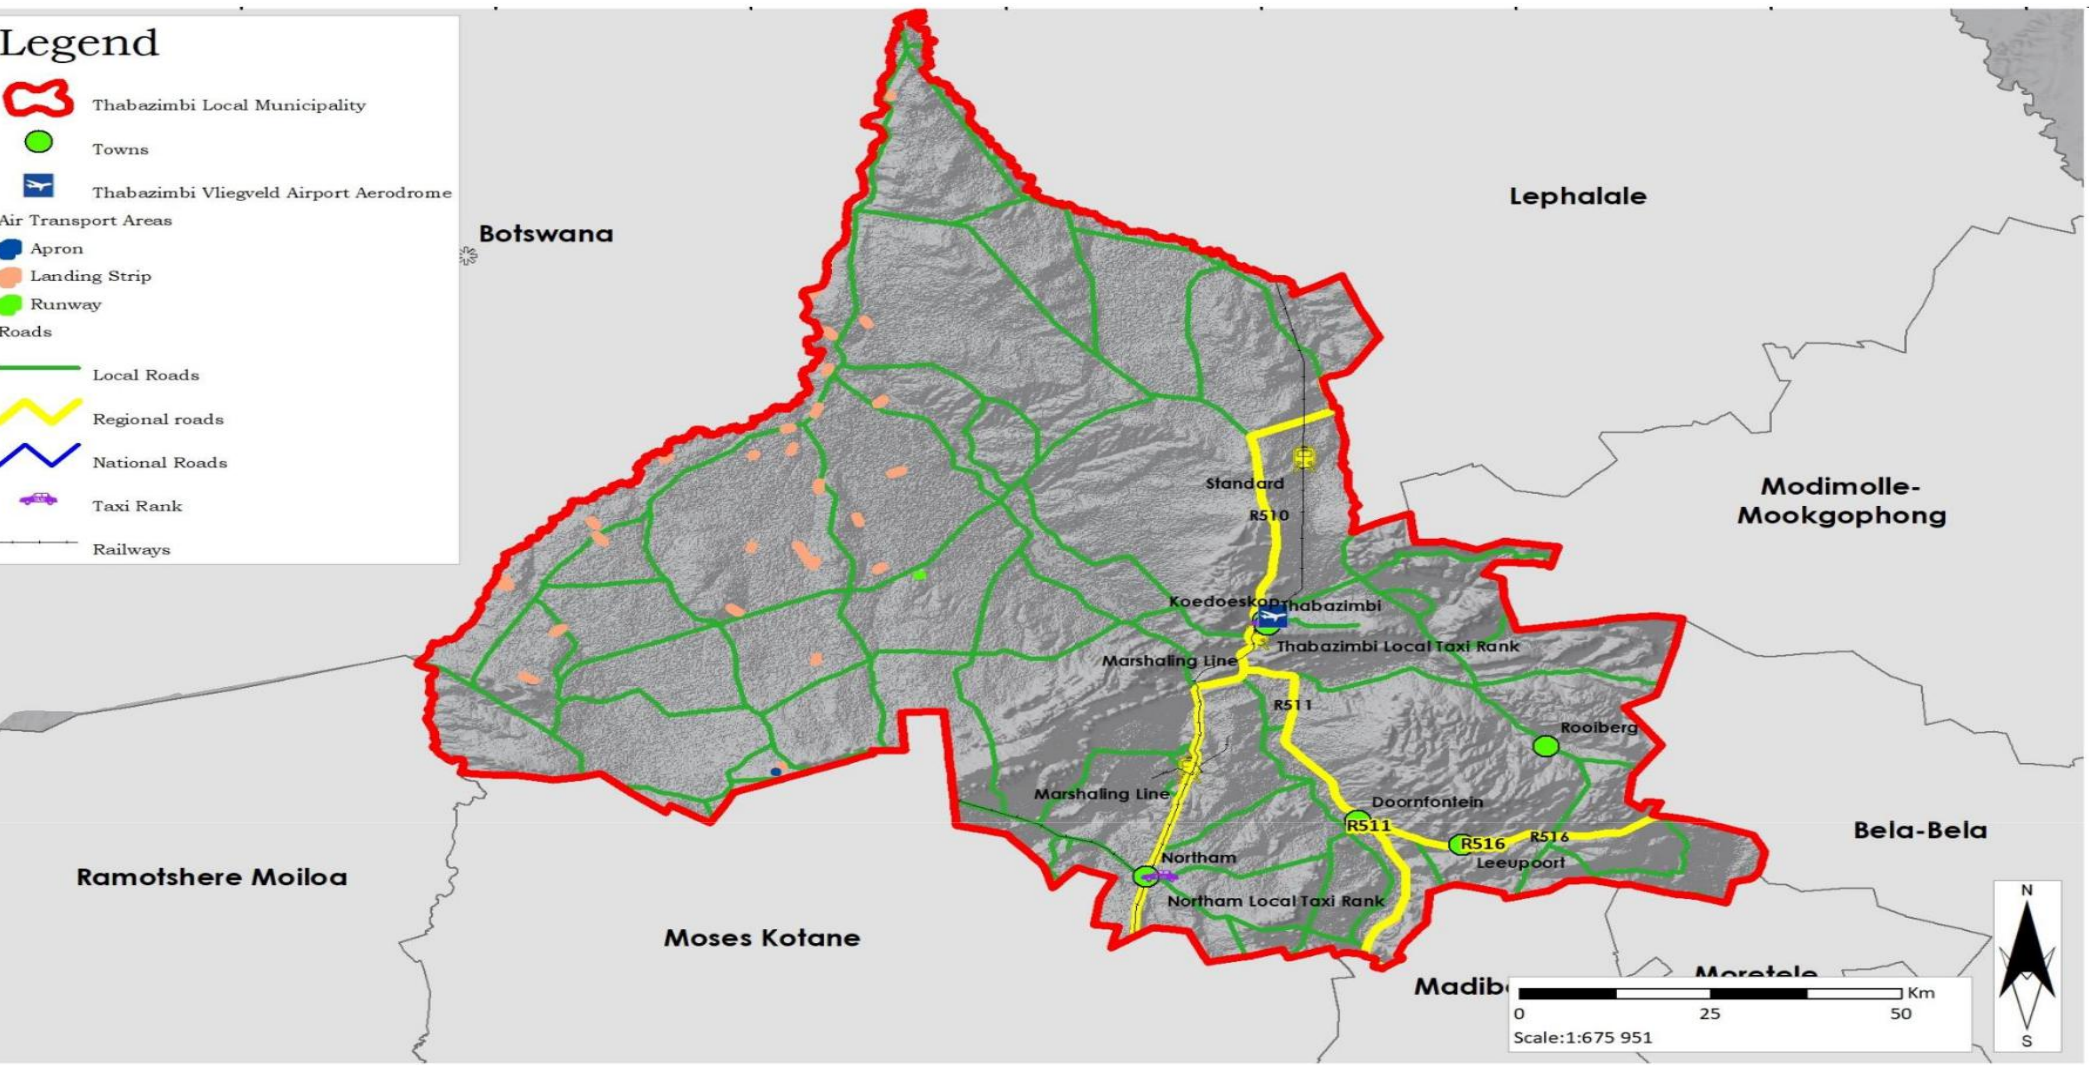 Legend
Thabazimbi Local Municipality
Towns
Thabazimbi Vliegveld Airport Aerodrome
Air Transport Areas
Apron
Landing Strip
Runway
Roads
Local Roads
Regional roads
National Roads
Taxi Rank
Railways
Botswana
Lephalale
Modimolle-
Mookgophong
Standard
R510
Koedoeskop
Thabazimbi
Thabazimbi Local Taxi Rank
Marshaling Line
R511
Rooiberg
Marshaling Line
Doornfontein
R511
R516
R516
Leeupoort
Northam
Northam Local Taxi Rank
Bela-Bela
Ramotshere Moiloa
Moses Kotane
Madib
Moretele
Km
0
25
50
Scale:1:675 951
N
S